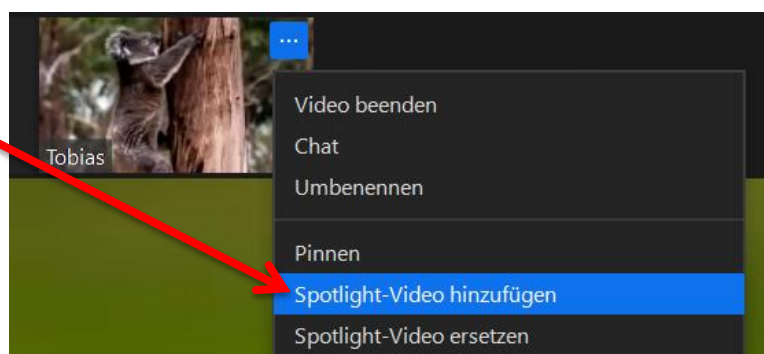 ...
Tobias
Video beenden
Chat
Umbenennen
Pinnen
Spotlight-Video hinzufügen
Spotlight-Video ersetzen